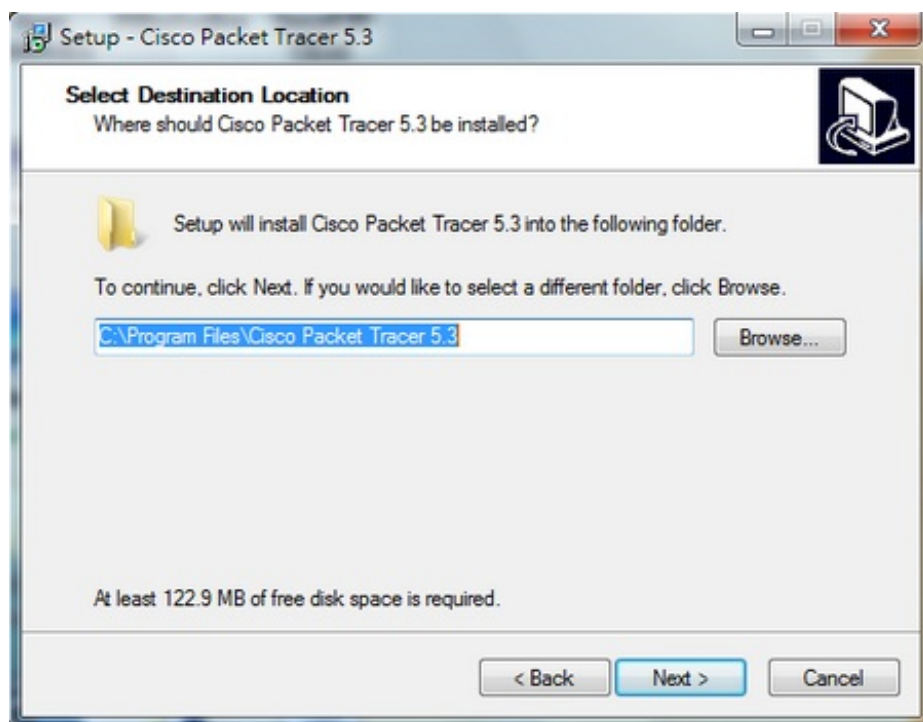 Setup - Cisco Packet Tracer 5.3
Select Destination Location
Where should Cisco Packet Tracer 5.3 be installed?
Setup will install Cisco Packet Tracer 5.3 into the following folder.
To continue, click Next. If you would like to select a different folder, click Browse.
C:\Program Files\Cisco Packet Tracer 5.3
Browse...
At least 122.9 MB of free disk space is required.
< Back
Next >
Cancel